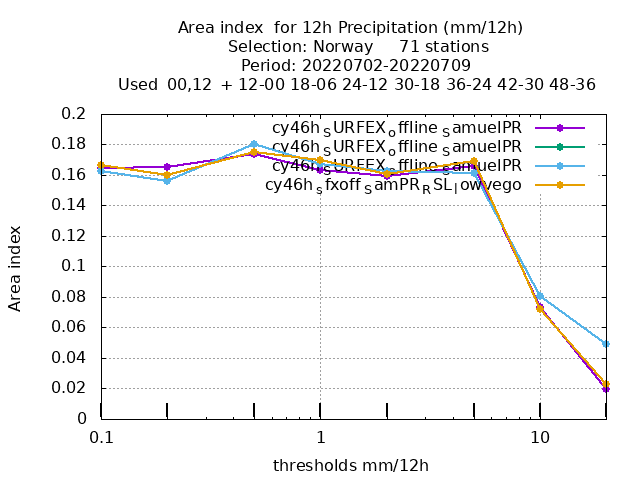 Area index  for 12h Precipitation (mm/12h)
Selection: Norway     71 stations
Period: 20220702-20220709
Used  00,12  + 12-00 18-06 24-12 30-18 36-24 42-30 48-36
cy46h_SURFEX_offline_SamuelPR
cy46h_SURFEX_offline_SamuelPR
cy46h_SURFEX_offline_SamuelPR
cy46h_sfxoff_SamPR_RSL_lowvego
0.2
0.18
0.16
0.14
0.12
0.1
0.08
0.06
0.04
0.02
0
Area index
0.1 1 10
thresholds mm/12h